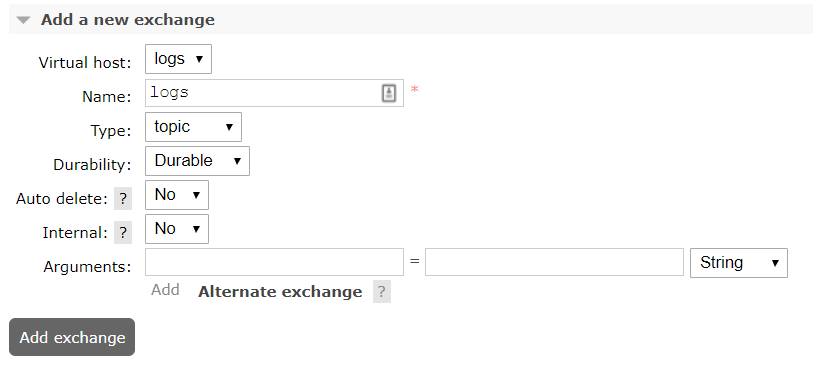 Add a new exchange
Virtual host: logs
Name: logs *
Type: topic
Durability: Durable
Auto delete: ? No
Internal: ? No
Arguments: = String
Add Alternate exchange ?
Add exchange